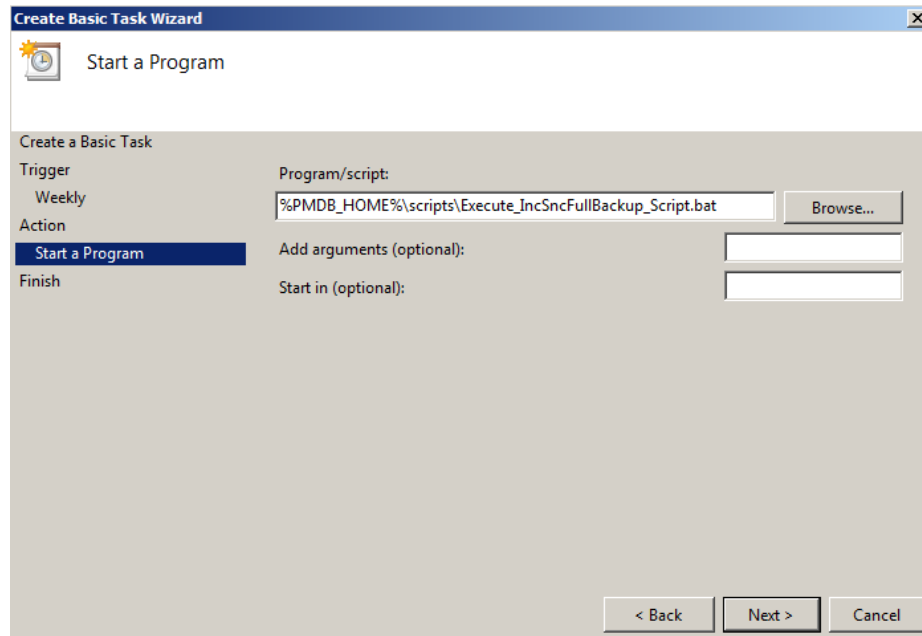 Create Basic Task Wizard
Start a Program
Create a Basic Task
Trigger
Weekly
Action
Start a Program
Finish
Program/script:
%PMDB_HOME%\scripts\Execute_IncSncFullBackup_Script.bat
Browse...
Add arguments (optional):
Start in (optional):
< Back
Next >
Cancel